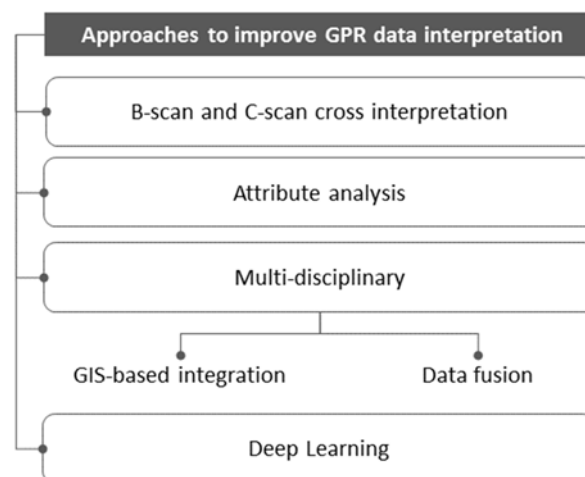 Approaches to improve GPR data interpretation
B-scan and C-scan cross interpretation
Attribute analysis
Multi-disciplinary
GIS-based integration
Data fusion
Deep Learning